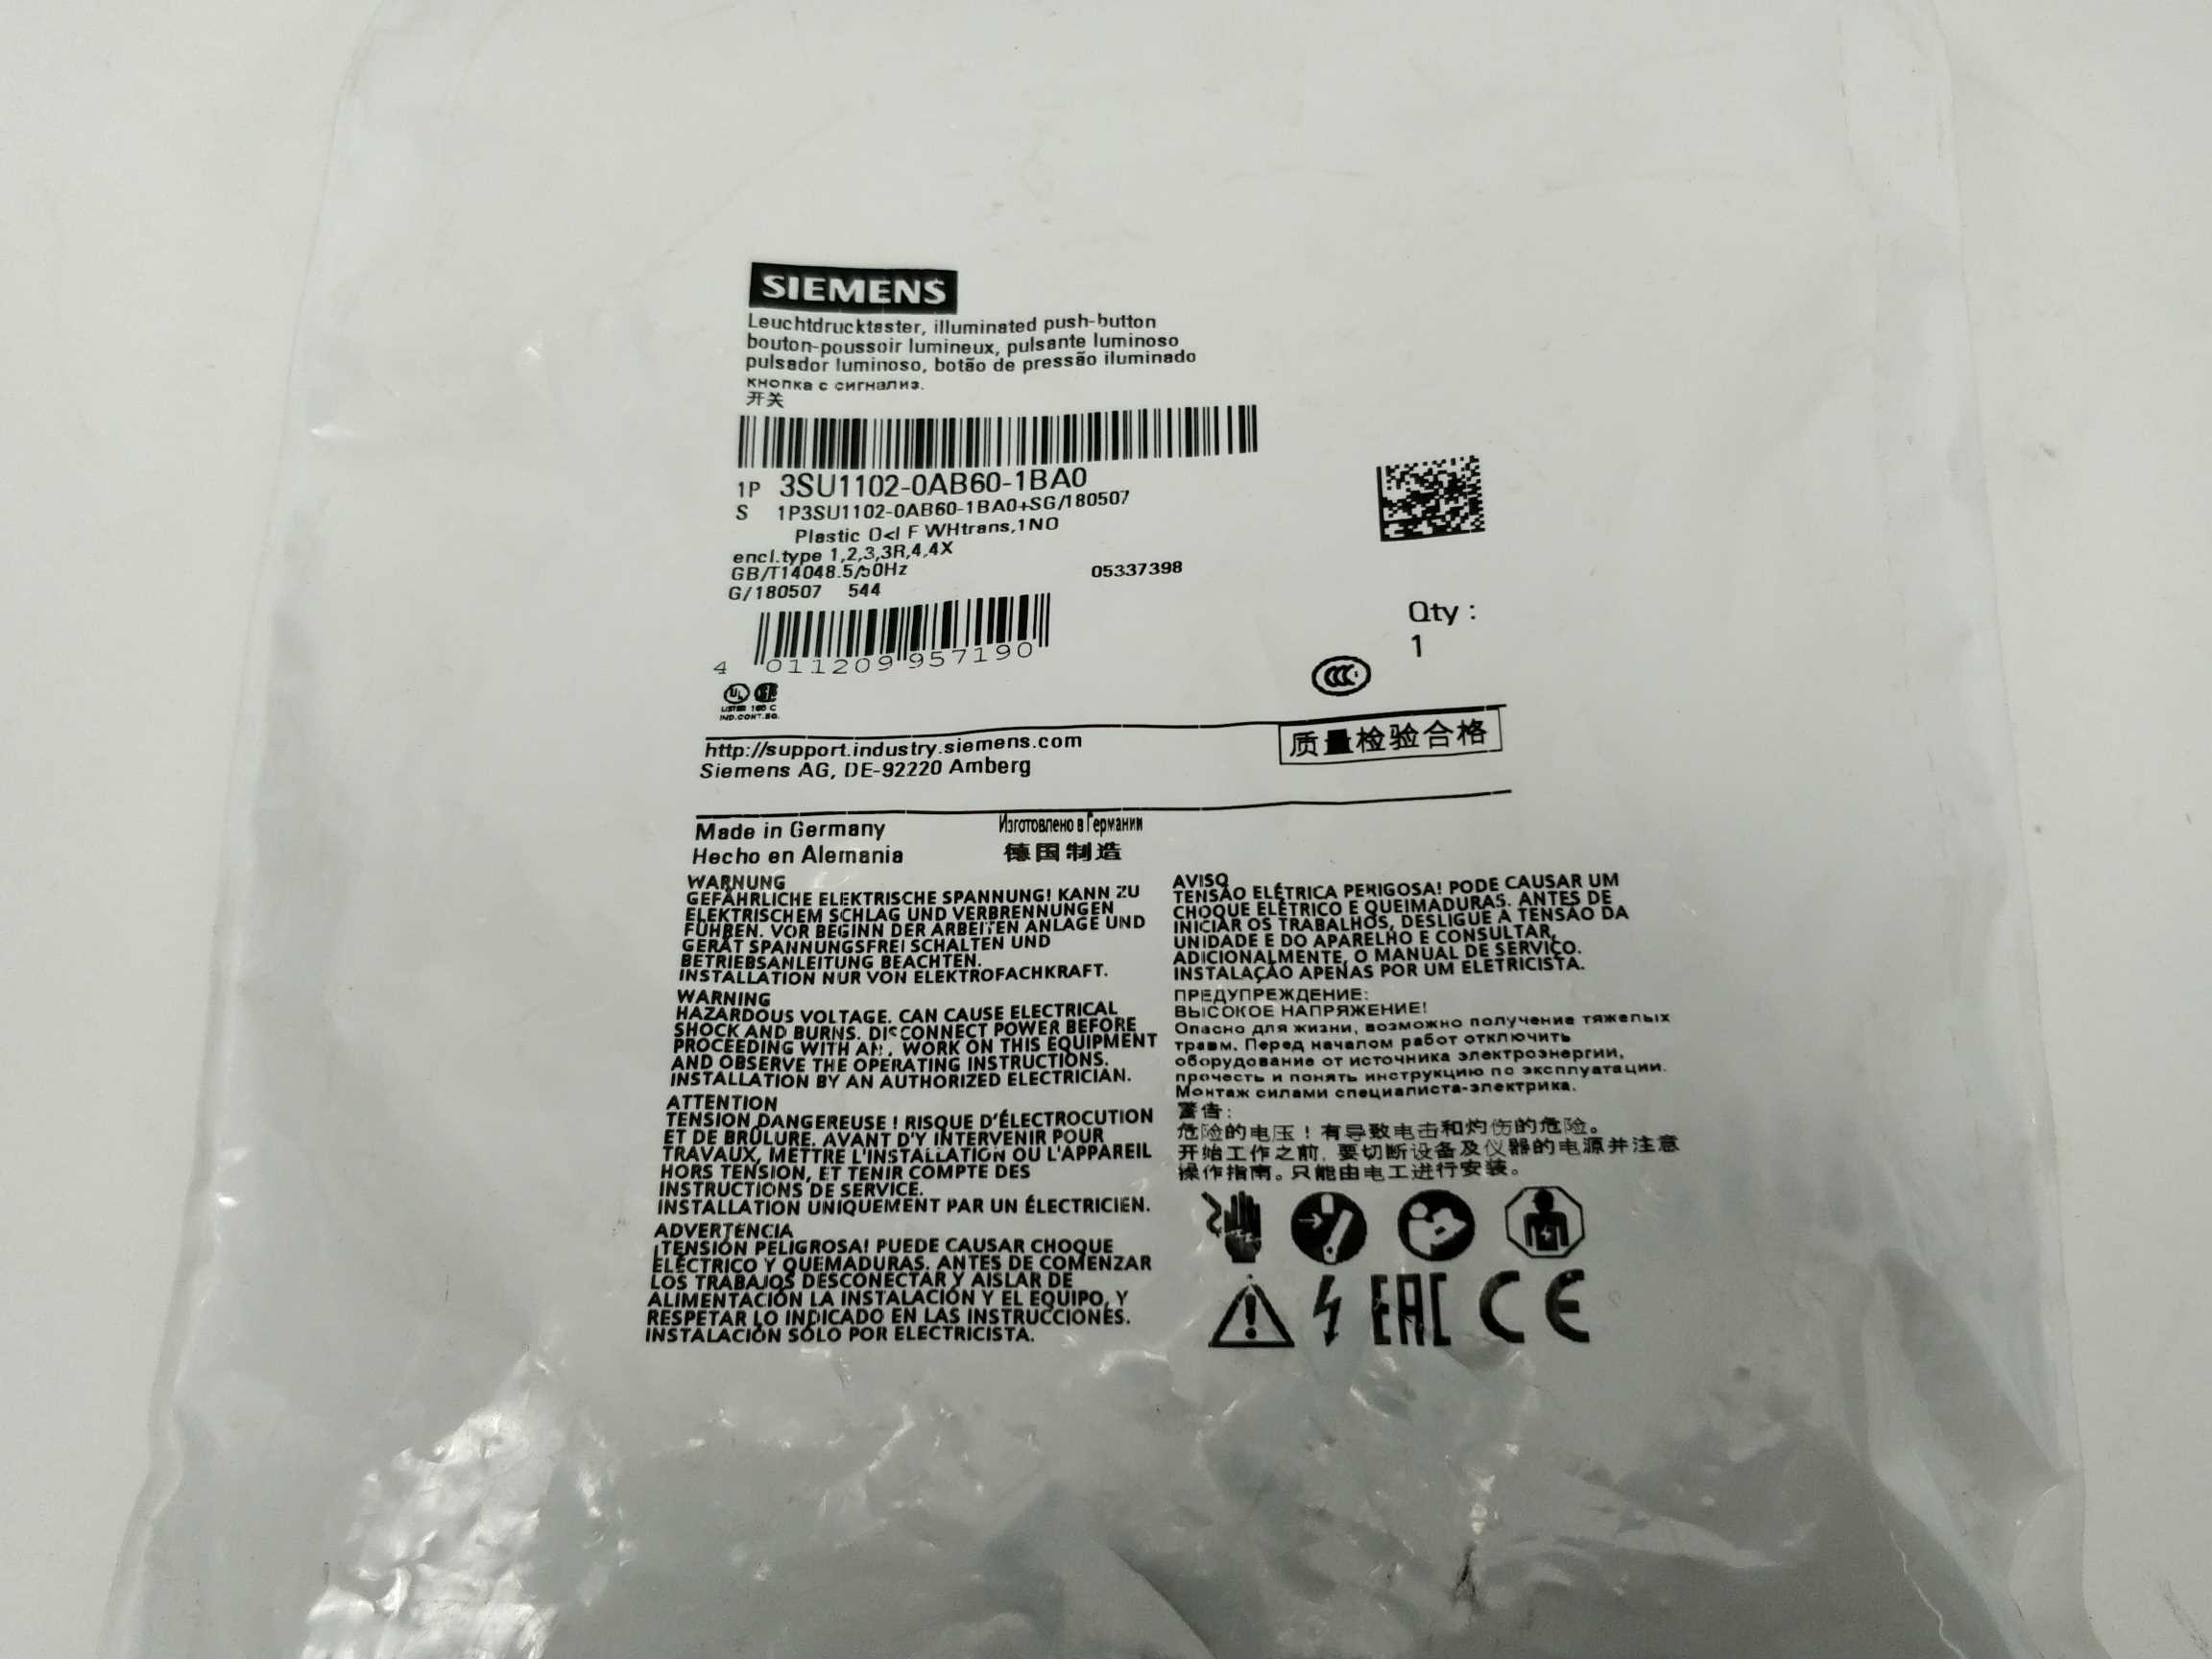 SIEMENS
Leuchtdrucktaster, illuminated push-button
bouton-poussoir lumineux, pulsante luminoso
pulsador luminoso, botão de pressão iluminado
кнопка с сигнализ.
开关
1P 3SU1102-0AB60-1BA0
S 1P3SU1102-0AB60-1BA0+SG/180507
Plastic O<I F WHtrans,1NO
encl.type 1,2,3,3R,4,4X
GB/T14048.5/50Hz
05337398
G/180507 544
Qty :
1
4 011209 957190
CCC
UL
LISTED 160 C
IND.CONT.EQ.
http://support.industry.siemens.com
质量检验合格
Siemens AG, DE-92220 Amberg
Made in Germany
Изготовлено в Германии
Hecho en Alemania
德国制造
WARNUNG
GEFÄHRLICHE ELEKTRISCHE SPANNUNG! KANN ZU
ELEKTRISCHEM SCHLAG UND VERBRENNUNGEN
FÜHREN. VOR BEGINN DER ARBEITEN ANLAGE UND
GERÄT SPANNUNGSFREI SCHALTEN UND
BETRIEBSANLEITUNG BEACHTEN.
INSTALLATION NUR VON ELEKTROFACHKRAFT.
WARNING
HAZARDOUS VOLTAGE. CAN CAUSE ELECTRICAL
SHOCK AND BURNS. DISCONNECT POWER BEFORE
PROCEEDING WITH ANY WORK ON THIS EQUIPMENT
AND OBSERVE THE OPERATING INSTRUCTIONS.
INSTALLATION BY AN AUTHORIZED ELECTRICIAN.
ATTENTION
TENSION DANGEREUSE ! RISQUE D'ÉLECTROCUTION
ET DE BRÛLURE. AVANT D'Y INTERVENIR POUR
TRAVAUX, METTRE L'INSTALLATION OU L'APPAREIL
HORS TENSION, ET TENIR COMPTE DES
INSTRUCTIONS DE SERVICE.
INSTALLATION UNIQUEMENT PAR UN ÉLECTRICIEN.
ADVERTENCIA
¡TENSIÓN PELIGROSA! PUEDE CAUSAR CHOQUE
ELÉCTRICO Y QUEMADURAS. ANTES DE COMENZAR
LOS TRABAJOS DESCONECTAR Y AISLAR DE
ALIMENTACIÓN LA INSTALACIÓN Y EL EQUIPO, Y
RESPETAR LO INDICADO EN LAS INSTRUCCIONES.
INSTALACIÓN SÓLO POR ELECTRICISTA.
AVISO
TENSÃO ELÉTRICA PERIGOSA! PODE CAUSAR UM
CHOQUE ELÉTRICO E QUEIMADURAS. ANTES DE
INICIAR OS TRABALHOS, DESLIGUE A TENSÃO DA
UNIDADE E DO APARELHO E CONSULTAR,
ADICIONALMENTE, O MANUAL DE SERVIÇO.
INSTALAÇÃO APENAS POR UM ELETRICISTA.
ПРЕДУПРЕЖДЕНИЕ:
ВЫСОКОЕ НАПРЯЖЕНИЕ!
Опасно для жизни, возможно получение тяжелых
травм. Перед началом работ отключить
оборудование от источника электроэнергии,
прочесть и понять инструкцию по эксплуатации.
Монтаж силами специалиста-электрика.
警告:
危险的电压！有导致电击和灼伤的危险。
开始工作之前, 要切断设备及仪器的电源并注意
操作指南。只能由电工进行安装。
EAC CE